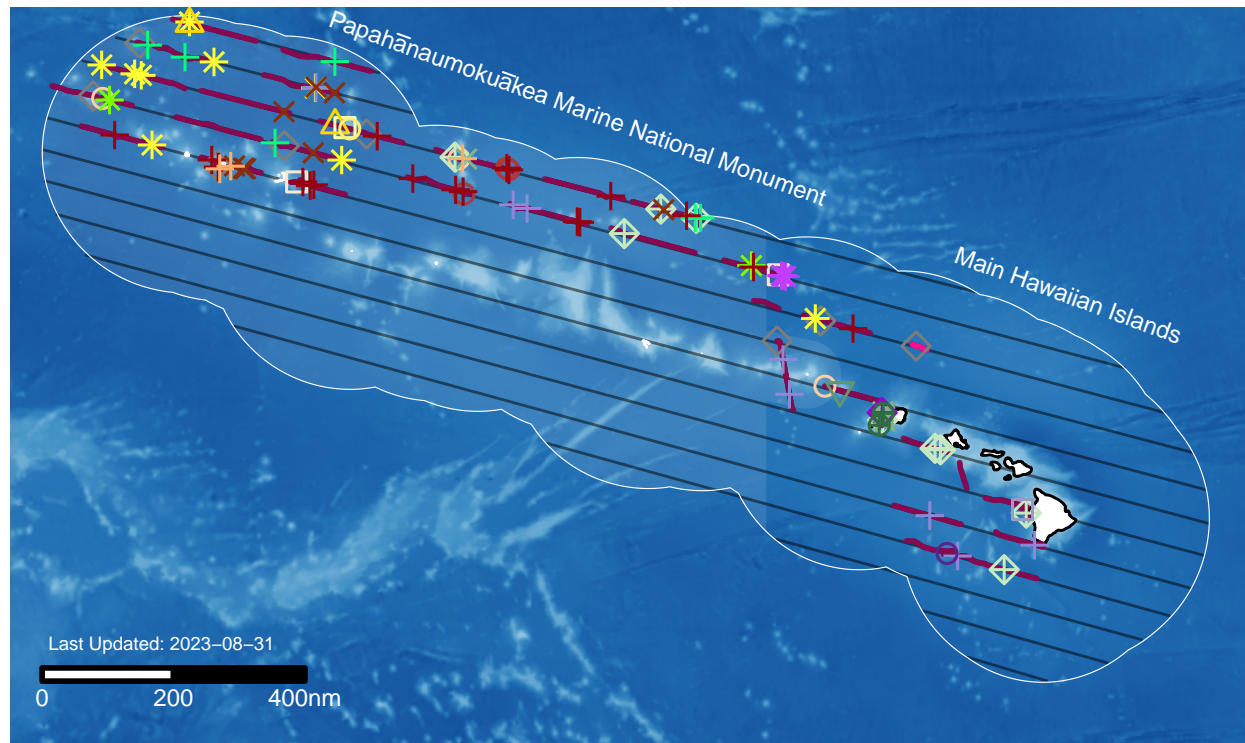 Papahānaumokuākea Marine National Monument
Main Hawaiian Islands
Last Updated: 2023–08–31
0 200 400nm